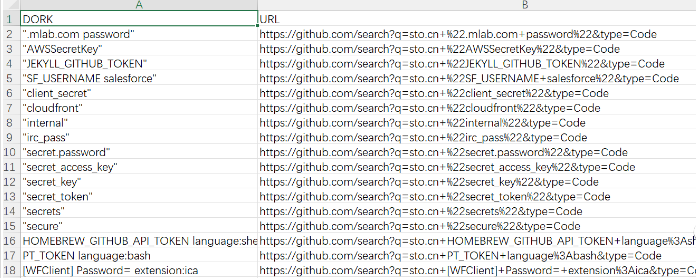 A B
1 DORK URL
2 ".mlab.com password" https://github.com/search?q=sto.cn+%22.mlab.com+password%22&type=Code
3 "AWSSecretKey" https://github.com/search?q=sto.cn+%22AWSSecretKey%22&type=Code
4 "JEKYLL_GITHUB_TOKEN" https://github.com/search?q=sto.cn+%22JEKYLL_GITHUB_TOKEN%22&type=Code
5 "SF_USERNAME salesforce" https://github.com/search?q=sto.cn+%22SF_USERNAME+salesforce%22&type=Code
6 "client_secret" https://github.com/search?q=sto.cn+%22client_secret%22&type=Code
7 "cloudfront" https://github.com/search?q=sto.cn+%22cloudfront%22&type=Code
8 "internal" https://github.com/search?q=sto.cn+%22internal%22&type=Code
9 "irc_pass" https://github.com/search?q=sto.cn+%22irc_pass%22&type=Code
10 "secret.password" https://github.com/search?q=sto.cn+%22secret.password%22&type=Code
11 "secret_access_key" https://github.com/search?q=sto.cn+%22secret_access_key%22&type=Code
12 "secret_key" https://github.com/search?q=sto.cn+%22secret_key%22&type=Code
13 "secret_token" https://github.com/search?q=sto.cn+%22secret_token%22&type=Code
14 "secrets" https://github.com/search?q=sto.cn+%22secrets%22&type=Code
15 "secure" https://github.com/search?q=sto.cn+%22secure%22&type=Code
16 HOMEBREW_GITHUB_API_TOKEN language:she https://github.com/search?q=sto.cn+HOMEBREW_GITHUB_API_TOKEN+language%3Ash
17 PT_TOKEN language:bash https://github.com/search?q=sto.cn+PT_TOKEN+language%3Abash&type=Code
18 [WFClient] Password= extension:ica https://github.com/search?q=sto.cn+[WFClient]+Password=+extension%3Aica&type=C